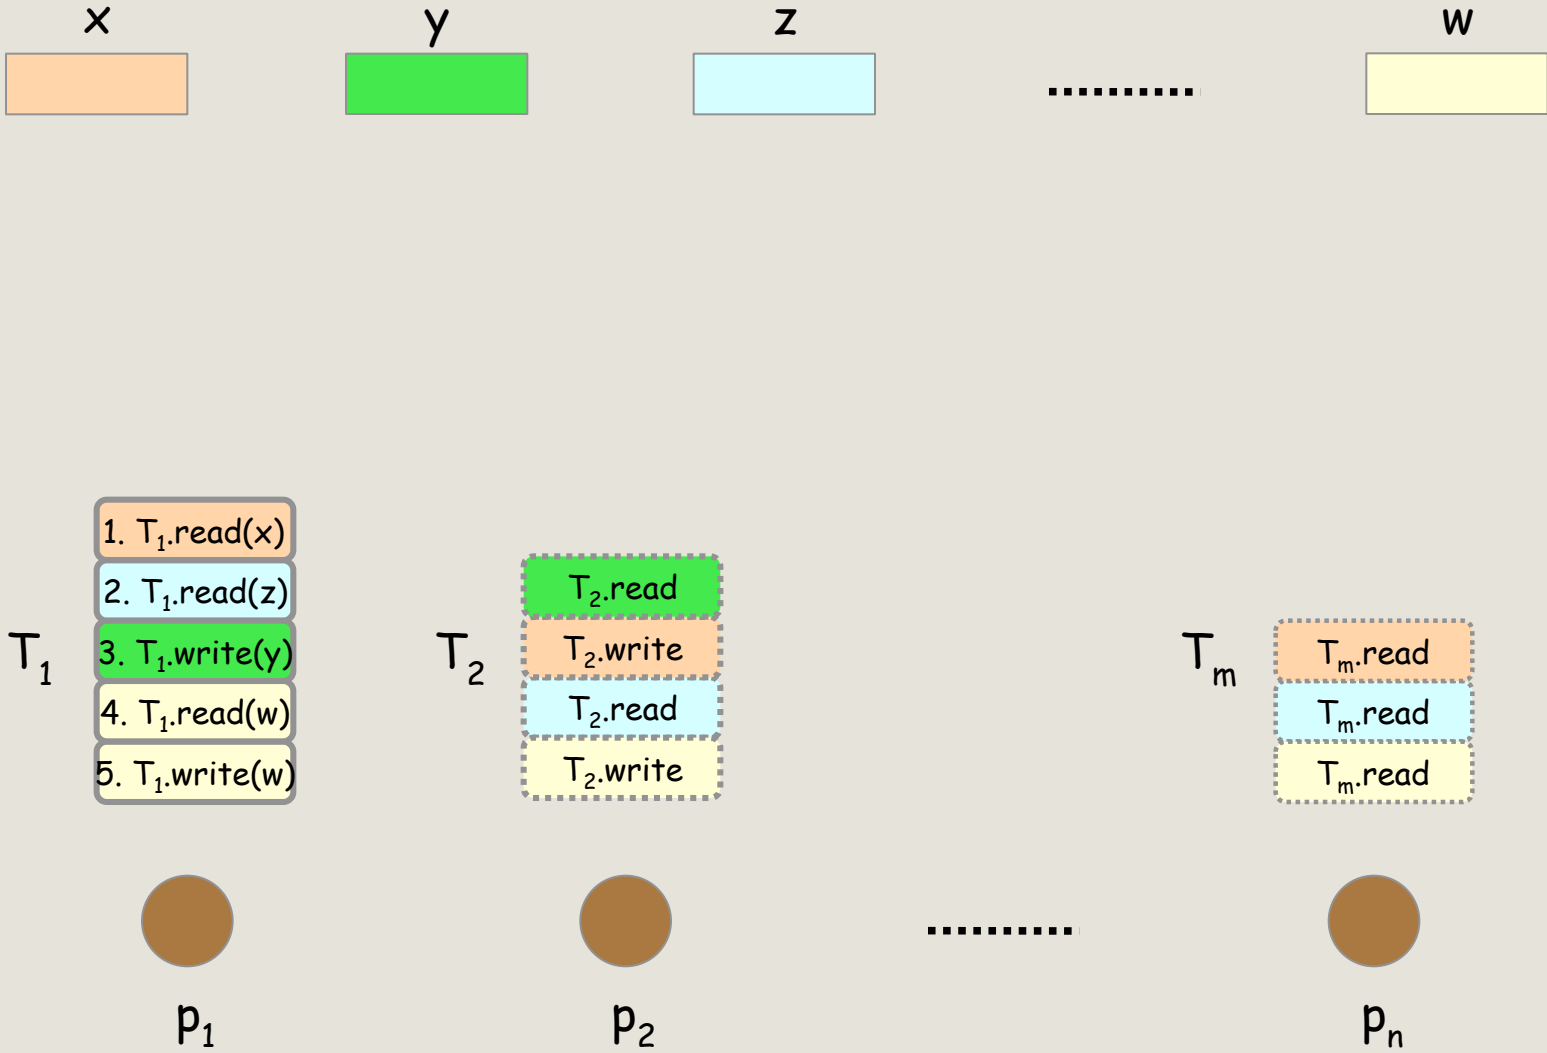 x y z w
1. T₁.read(x)
2. T₁.read(z)
3. T₁.write(y)
4. T₁.read(w)
5. T₁.write(w)
T₁
T₂.read
T₂.write
T₂.read
T₂.write
T₂
Tₘ.read
Tₘ.read
Tₘ.read
Tₘ
p₁ p₂ pₙ